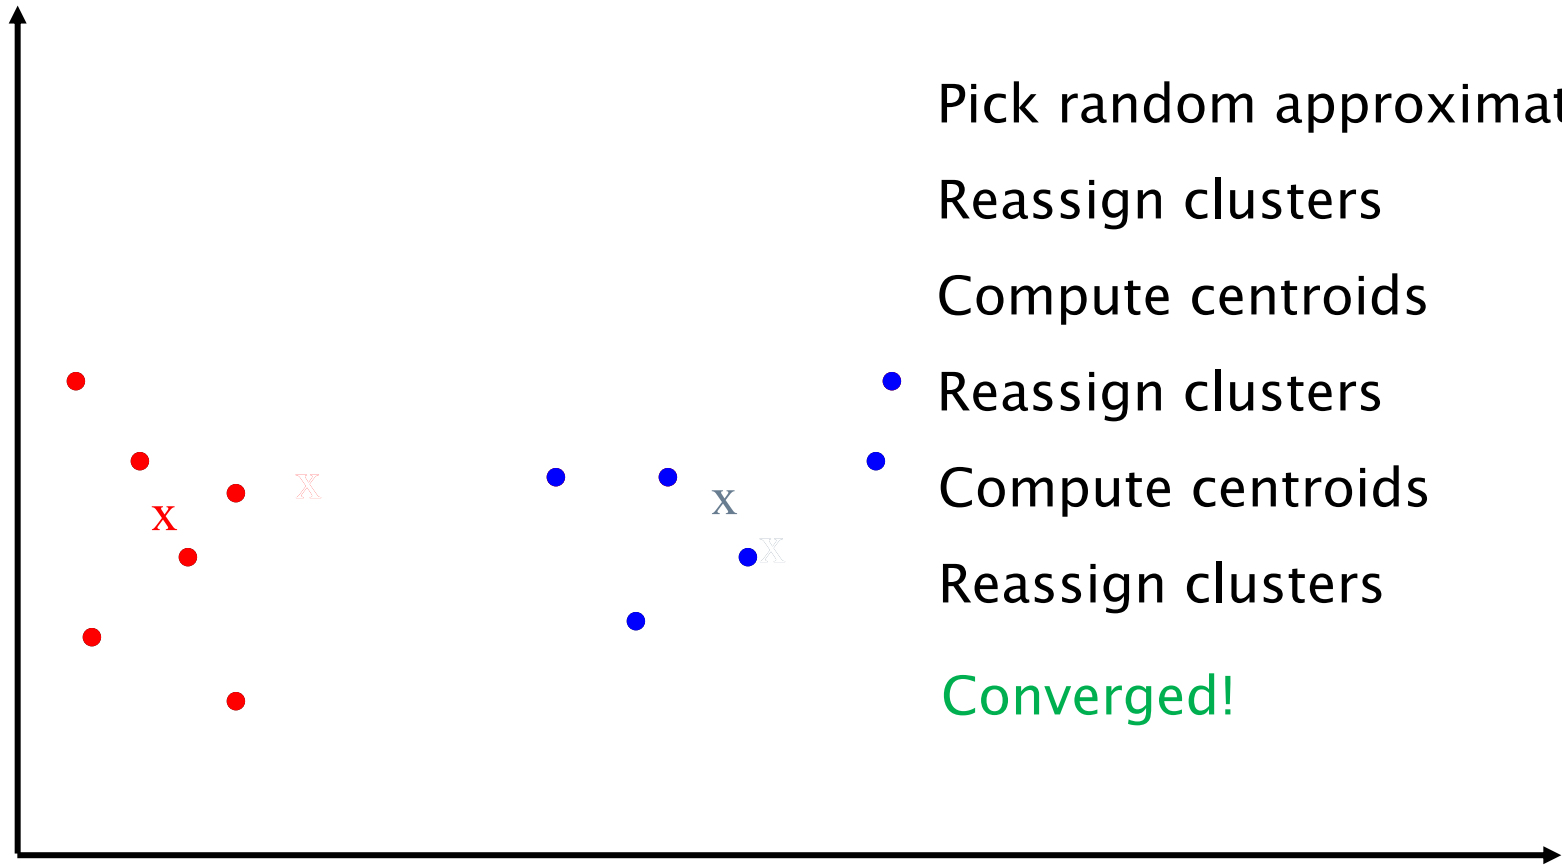 Pick random approximat
Reassign clusters
Compute centroids
Reassign clusters
x
x
Compute centroids
x
x
Reassign clusters
Converged!